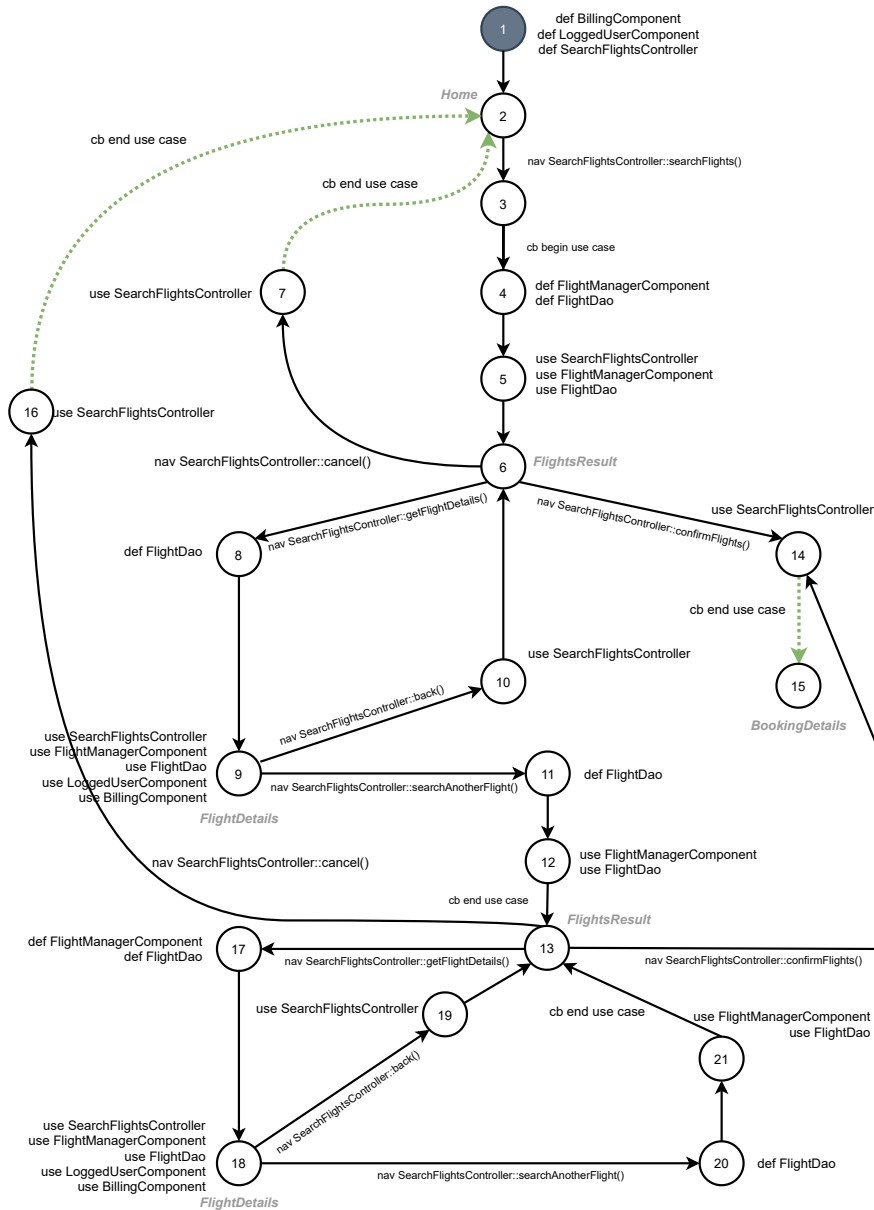 1
def BillingComponent
def LoggedUserComponent
def SearchFlightsController
Home
2
cb end use case
nav SearchFlightsController::searchFlights()
cb end use case
3
cb begin use case
use SearchFlightsController
7
4
def FlightManagerComponent
def FlightDao
5
use SearchFlightsController
use FlightManagerComponent
use FlightDao
16
use SearchFlightsController
nav SearchFlightsController::cancel()
6
FlightsResult
nav SearchFlightsController::getFlightDetails()
nav SearchFlightsController::confirmFlights()
use SearchFlightsController
def FlightDao
8
14
cb end use case
use SearchFlightsController
10
15
BookingDetails
nav SearchFlightsController::back()
use SearchFlightsController
use FlightManagerComponent
use FlightDao
use LoggedUserComponent
use BillingComponent
9
FlightDetails
nav SearchFlightsController::searchAnotherFlight()
11
def FlightDao
12
use FlightManagerComponent
use FlightDao
nav SearchFlightsController::cancel()
cb end use case
FlightsResult
def FlightManagerComponent
def FlightDao
17
nav SearchFlightsController::getFlightDetails()
13
nav SearchFlightsController::confirmFlights()
use SearchFlightsController
19
cb end use case
use FlightManagerComponent
use FlightDao
21
nav SearchFlightsController::back()
use SearchFlightsController
use FlightManagerComponent
use FlightDao
use LoggedUserComponent
use BillingComponent
18
FlightDetails
nav SearchFlightsController::searchAnotherFlight()
20
def FlightDao